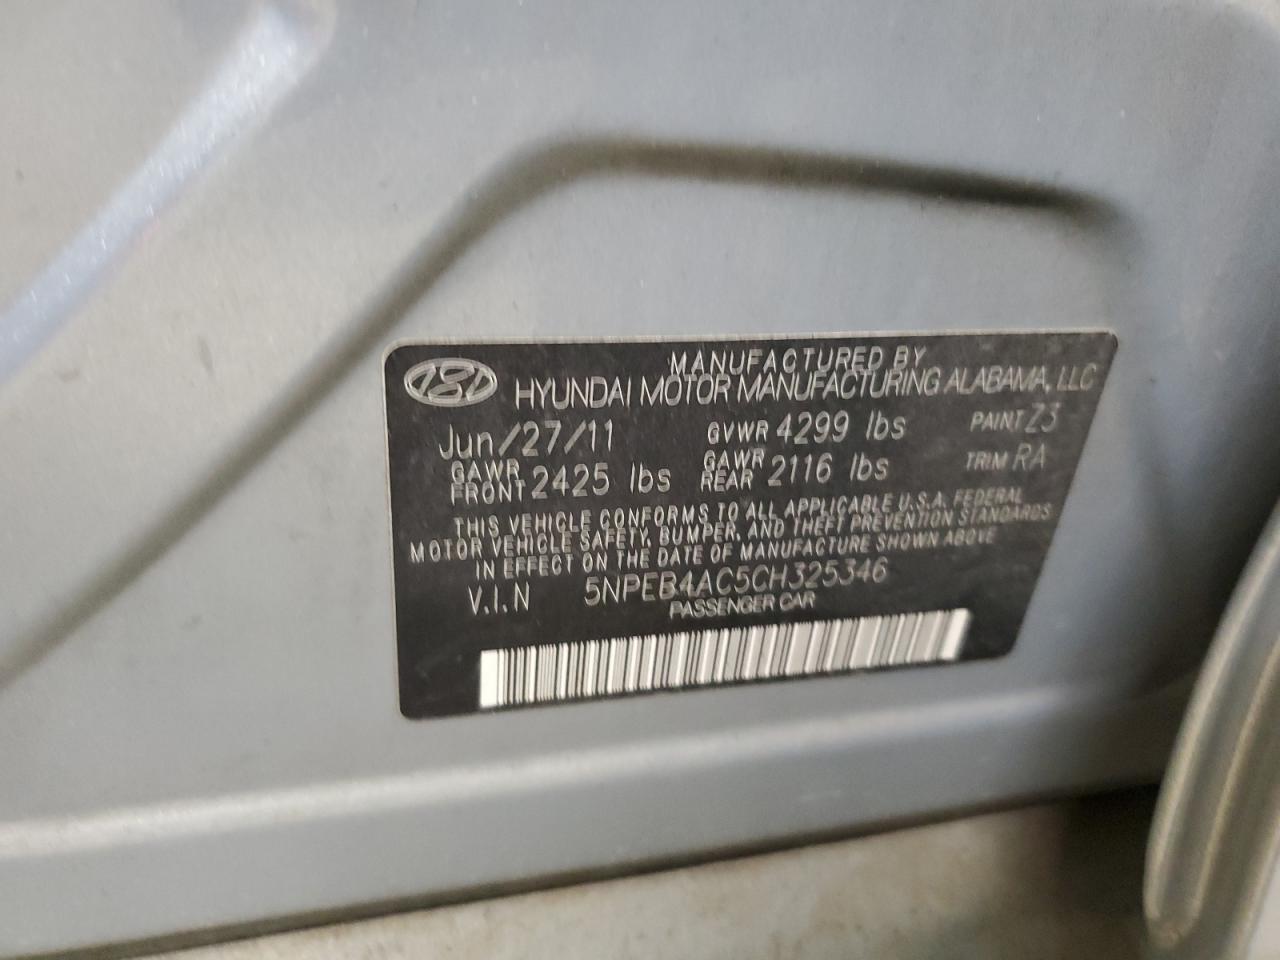 MANUFACTURED BY
HYUNDAI MOTOR MANUFACTURING ALABAMA, LLC
Jun/27/11 GVWR 4299 lbs PAINT Z3
GAWR FRONT 2425 lbs GAWR REAR 2116 lbs TRIM RA
THIS VEHICLE CONFORMS TO ALL APPLICABLE U.S.A. FEDERAL
MOTOR VEHICLE SAFETY, BUMPER, AND THEFT PREVENTION STANDARDS
IN EFFECT ON THE DATE OF MANUFACTURE SHOWN ABOVE
V.I.N 5NPEB4AC5CH325346
PASSENGER CAR